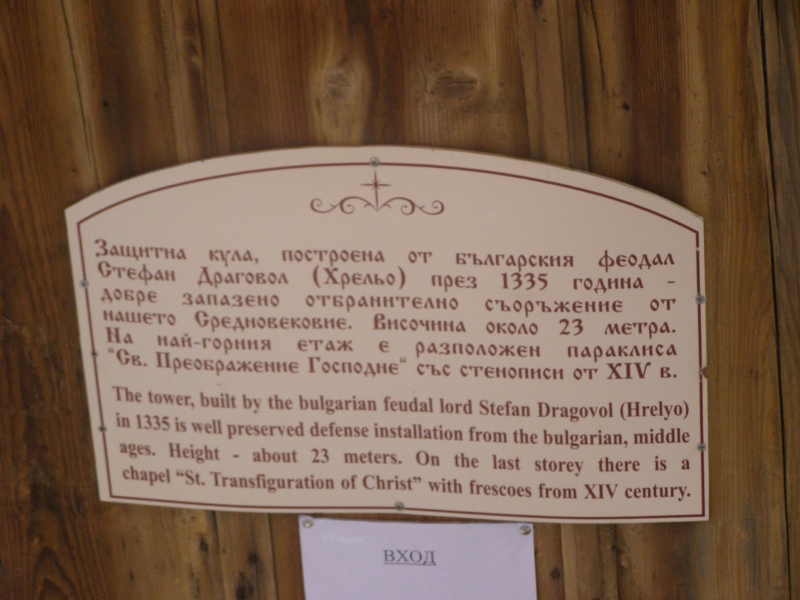 Защитна кула, построена от българския феодал
Стефан Драговол (Хрельо) през 1335 година -
добре запазено отбранително съоръжение от
нашето Средновековие. Височина около 23 метра.
На най-горния етаж е разположен параклиса
"Св. Преображение Господне" със стенописи от XIV в.
The tower, built by the bulgarian feudal lord Stefan Dragovol (Hrelyo)
in 1335 is well preserved defense installation from the bulgarian, middle
ages. Height - about 23 meters. On the last storey there is a
chapel “St. Transfiguration of Christ” with frescoes from XIV century.
ВХОД